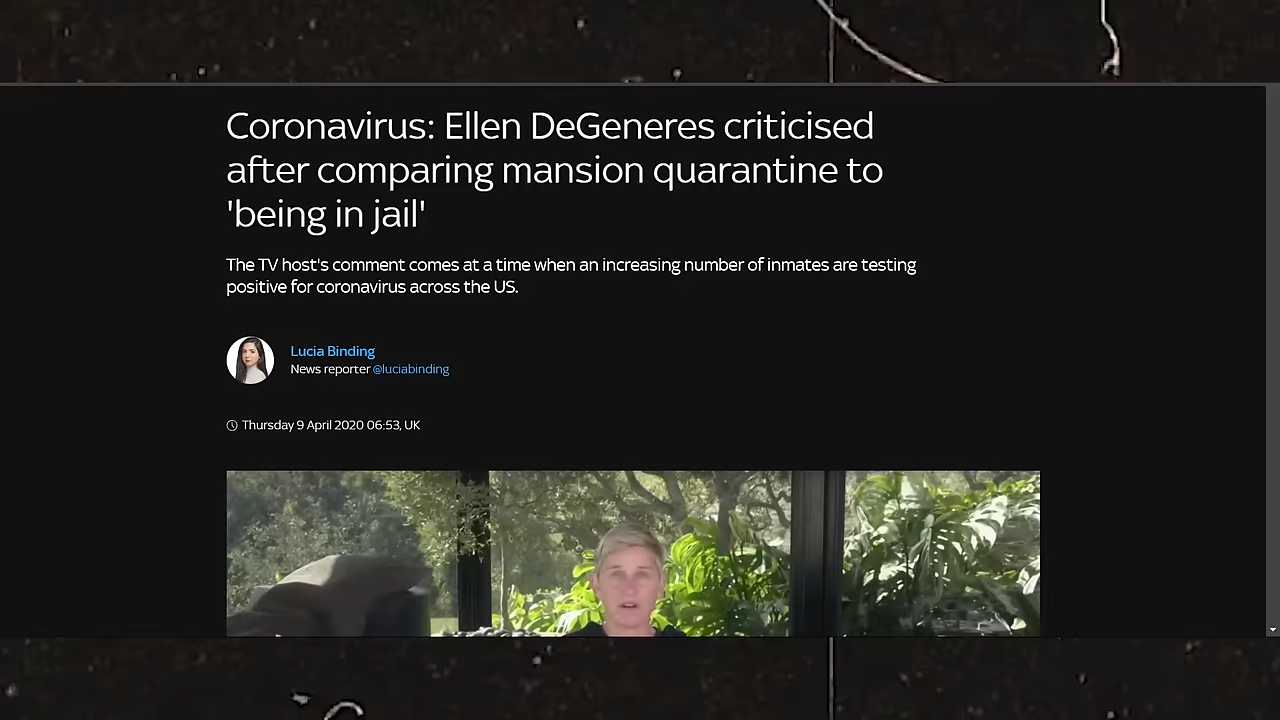 Coronavirus: Ellen DeGeneres criticised
after comparing mansion quarantine to
'being in jail'
The TV host's comment comes at a time when an increasing number of inmates are testing
positive for coronavirus across the US.
Lucia Binding
News reporter @luciabinding
Thursday 9 April 2020 06:53, UK